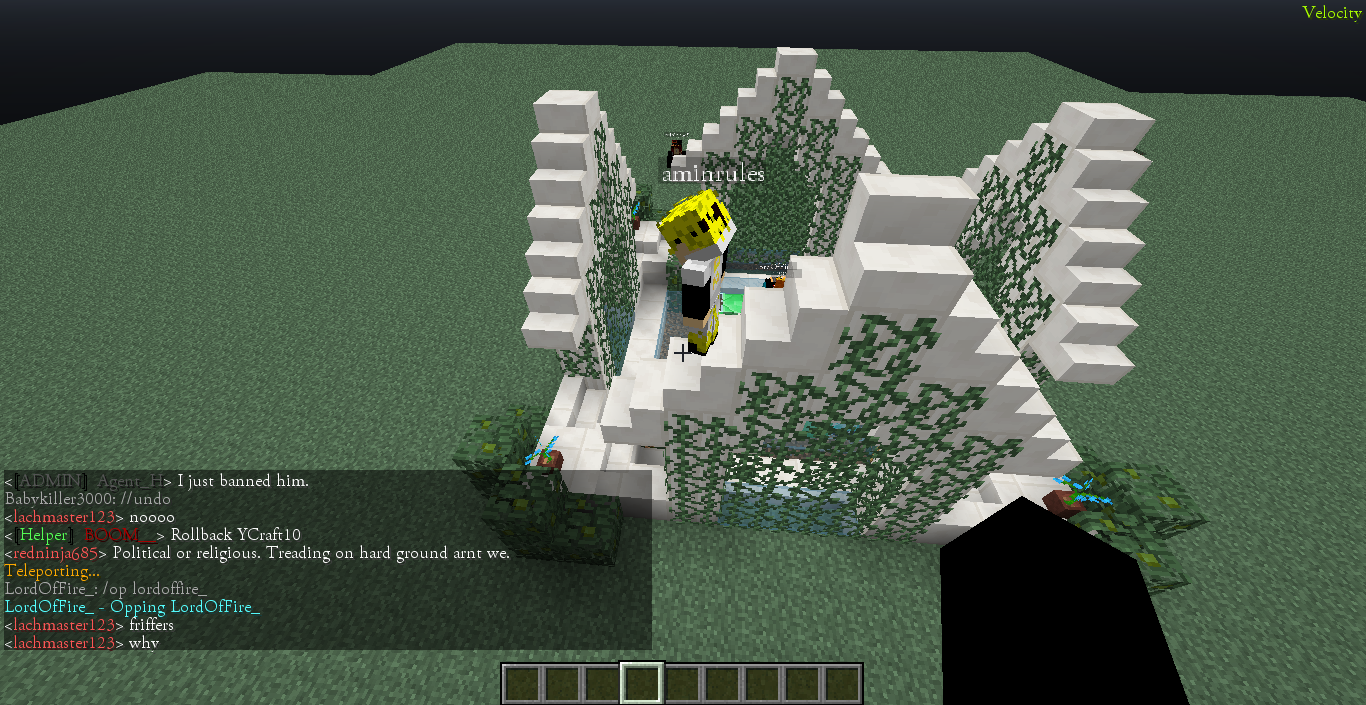 Velocity
aminrules
<[ADMIN] Agent_H> I just banned him.
Babykiller3000: //undo
<lachmaster123> noooo
<[Helper] BOOM__> Rollback YCraft10
<redninja685> Political or religious. Treading on hard ground arnt we.
Teleporting...
LordOfFire_: /op lordoffire_
LordOfFire_ - Opping LordOfFire_
<lachmaster123> friffers
<lachmaster123> why